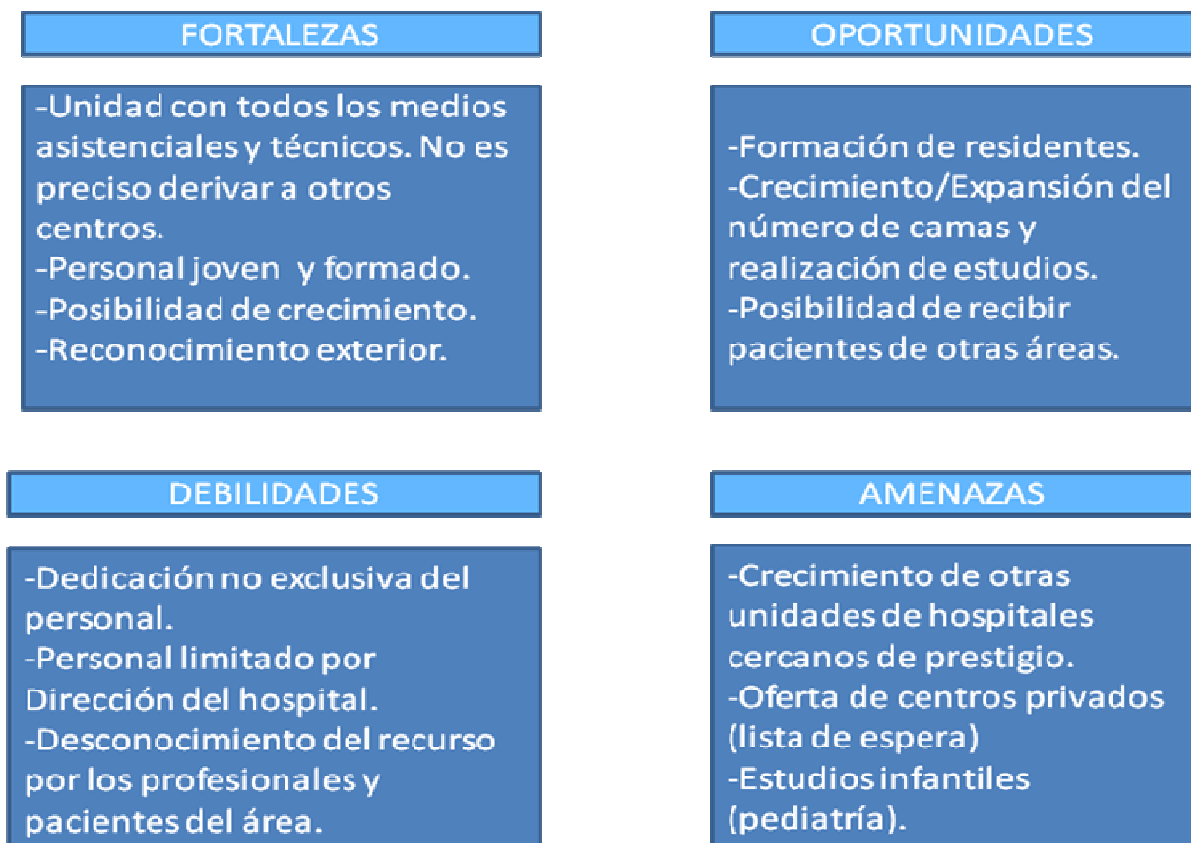 FORTALEZAS
-Unidad con todos los medios
asistenciales y técnicos. No es
preciso derivar a otros
centros.
-Personal joven y formado.
-Posibilidad de crecimiento.
-Reconocimiento exterior.
OPORTUNIDADES
-Formación de residentes.
-Crecimiento/Expansión del
número de camas y
realización de estudios.
-Posibilidad de recibir
pacientes de otras áreas.
DEBILIDADES
-Dedicación no exclusiva del
personal.
-Personal limitado por
Dirección del hospital.
-Desconocimiento del recurso
por los profesionales y
pacientes del área.
AMENAZAS
-Crecimiento de otras
unidades de hospitales
cercanos de prestigio.
-Oferta de centros privados
(lista de espera)
-Estudios infantiles
(pediatría).